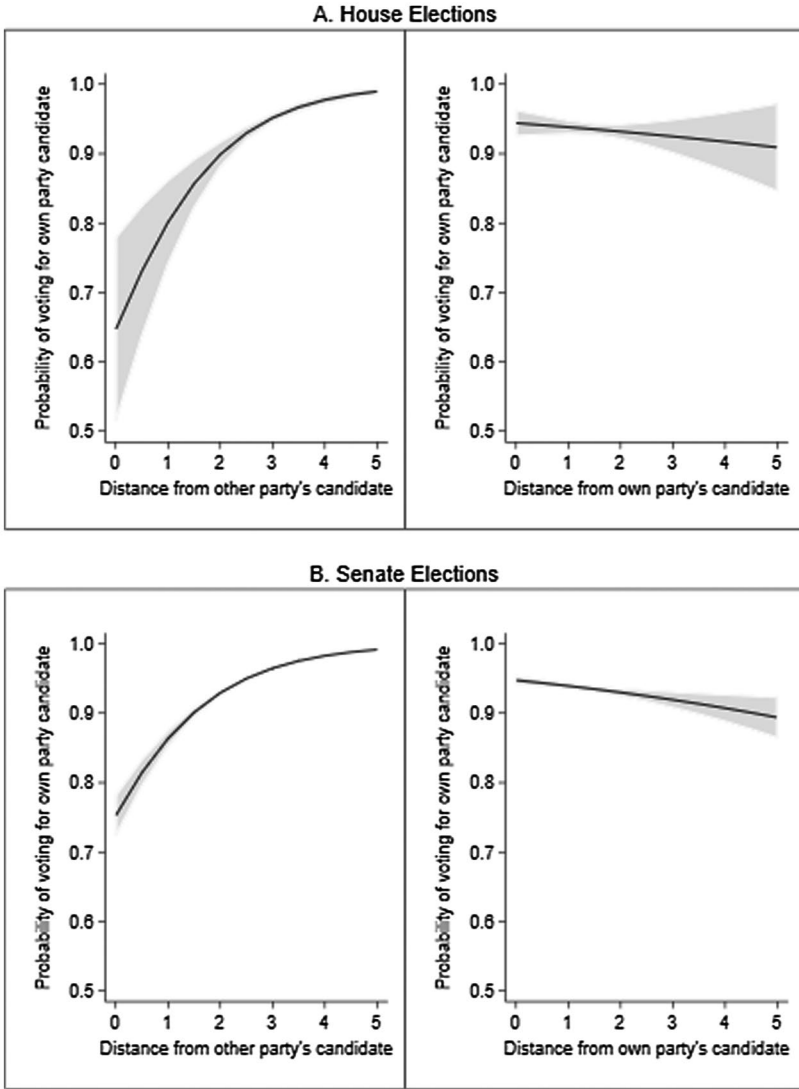 A. House Elections
Probability of voting for own party candidate
1.0
0.9
0.8
0.7
0.6
0.5
0 1 2 3 4 5
Distance from other party's candidate
Probability of voting for own party candidate
1.0
0.9
0.8
0.7
0.6
0.5
0 1 2 3 4 5
Distance from own party's candidate
B. Senate Elections
Probability of voting for own party candidate
1.0
0.9
0.8
0.7
0.6
0.5
0 1 2 3 4 5
Distance from other party's candidate
Probability of voting for own party candidate
1.0
0.9
0.8
0.7
0.6
0.5
0 1 2 3 4 5
Distance from own party's candidate